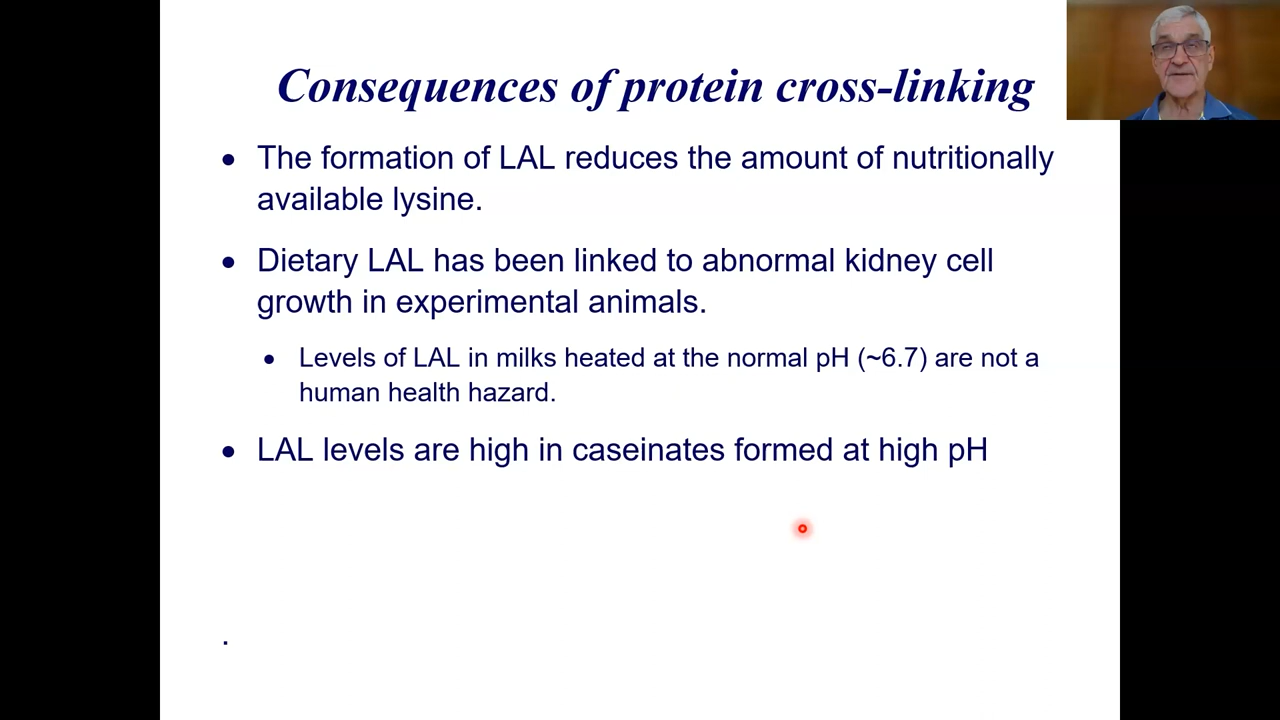 Consequences of protein cross-linking
• The formation of LAL reduces the amount of nutritionally
available lysine.
• Dietary LAL has been linked to abnormal kidney cell
growth in experimental animals.
• Levels of LAL in milks heated at the normal pH (~6.7) are not a
human health hazard.
• LAL levels are high in caseinates formed at high pH
.